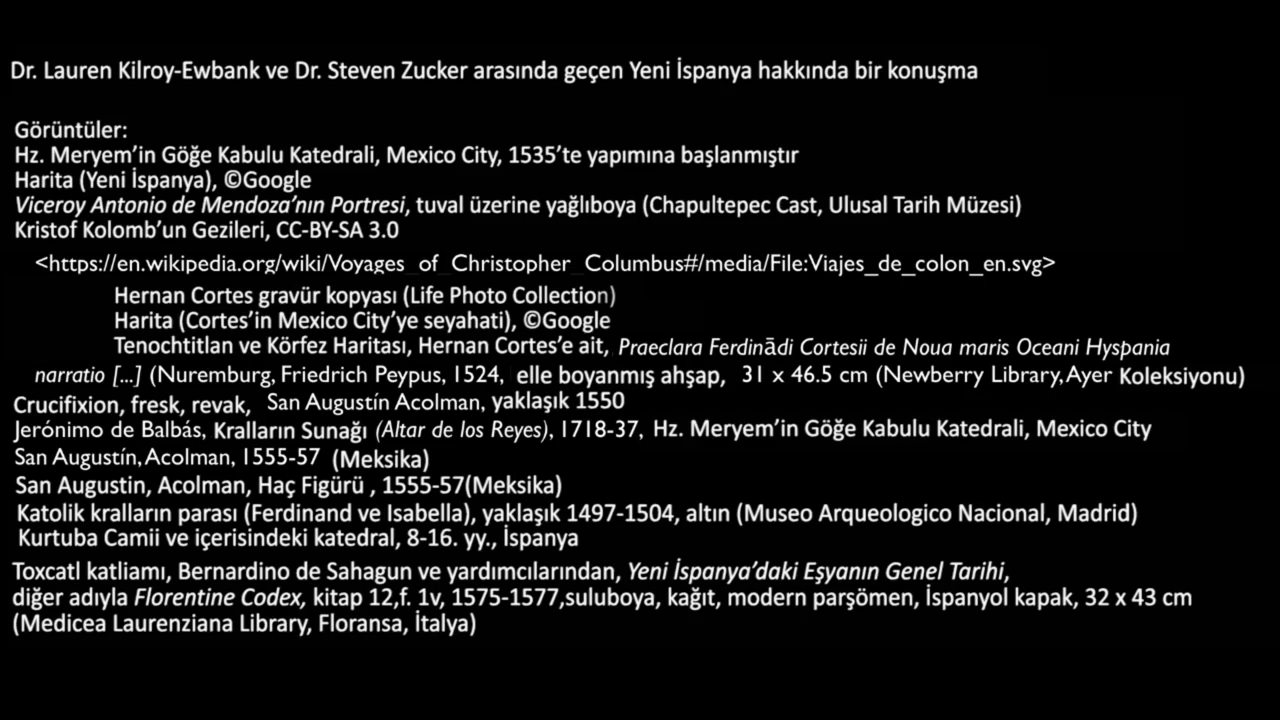 Dr. Lauren Kilroy-Ewbank ve Dr. Steven Zucker arasında geçen Yeni İspanya hakkında bir konuşma
Görüntüler:
Hz. Meryem’in Göğe Kabulu Katedrali, Mexico City, 1535’te yapımına başlanmıştır
Harita (Yeni İspanya), ©Google
Viceroy Antonio de Mendoza’nın Portresi, tuval üzerine yağlıboya (Chapultepec Cast, Ulusal Tarih Müzesi)
Kristof Kolomb’un Gezileri, CC-BY-SA 3.0
<https://en.wikipedia.org/wiki/Voyages_of_Christopher_Columbus#/media/File:Viajes_de_colon_en.svg>
Hernan Cortes gravür kopyası (Life Photo Collection)
Harita (Cortes’in Mexico City’ye seyahati), ©Google
Tenochtitlan ve Körfez Haritası, Hernan Cortes’e ait, Praeclara Ferdinādi Cortesii de Noua maris Oceani Hyspania
narratio [...] (Nuremburg, Friedrich Peypus, 1524, elle boyanmış ahşap, 31 x 46.5 cm (Newberry Library, Ayer Koleksiyonu)
Crucifixion, fresk, revak, San Augustín Acolman, yaklaşık 1550
Jerónimo de Balbás, Kralların Sunağı (Altar de los Reyes), 1718-37, Hz. Meryem’in Göğe Kabulu Katedrali, Mexico City
San Augustín, Acolman, 1555-57 (Meksika)
San Augustin, Acolman, Haç Figürü , 1555-57(Meksika)
Katolik kralların parası (Ferdinand ve Isabella), yaklaşık 1497-1504, altın (Museo Arqueologico Nacional, Madrid)
Kurtuba Camii ve içerisindeki katedral, 8-16. yy., İspanya
Toxcatl katliamı, Bernardino de Sahagun ve yardımcılarından, Yeni İspanya’daki Eşyanın Genel Tarihi,
diğer adıyla Florentine Codex, kitap 12,f. 1v, 1575-1577,suluboya, kağıt, modern parşömen, İspanyol kapak, 32 x 43 cm
(Medicea Laurenziana Library, Floransa, İtalya)